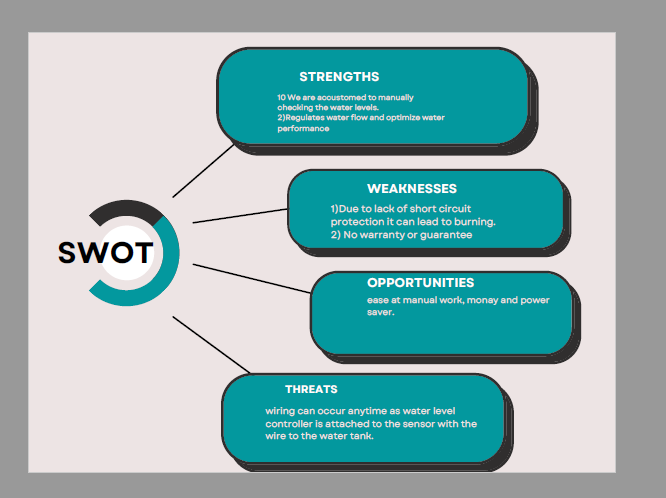 STRENGTHS
10 We are accustomed to manually
checking the water levels.
2)Regulates water flow and optimize water
performance
WEAKNESSES
1)Due to lack of short circuit
protection it can lead to burning.
2) No warranty or guarantee
SWOT
OPPORTUNITIES
ease at manual work, monay and power
saver.
THREATS
wiring can occur anytime as water level
controller is attached to the sensor with the
wire to the water tank.